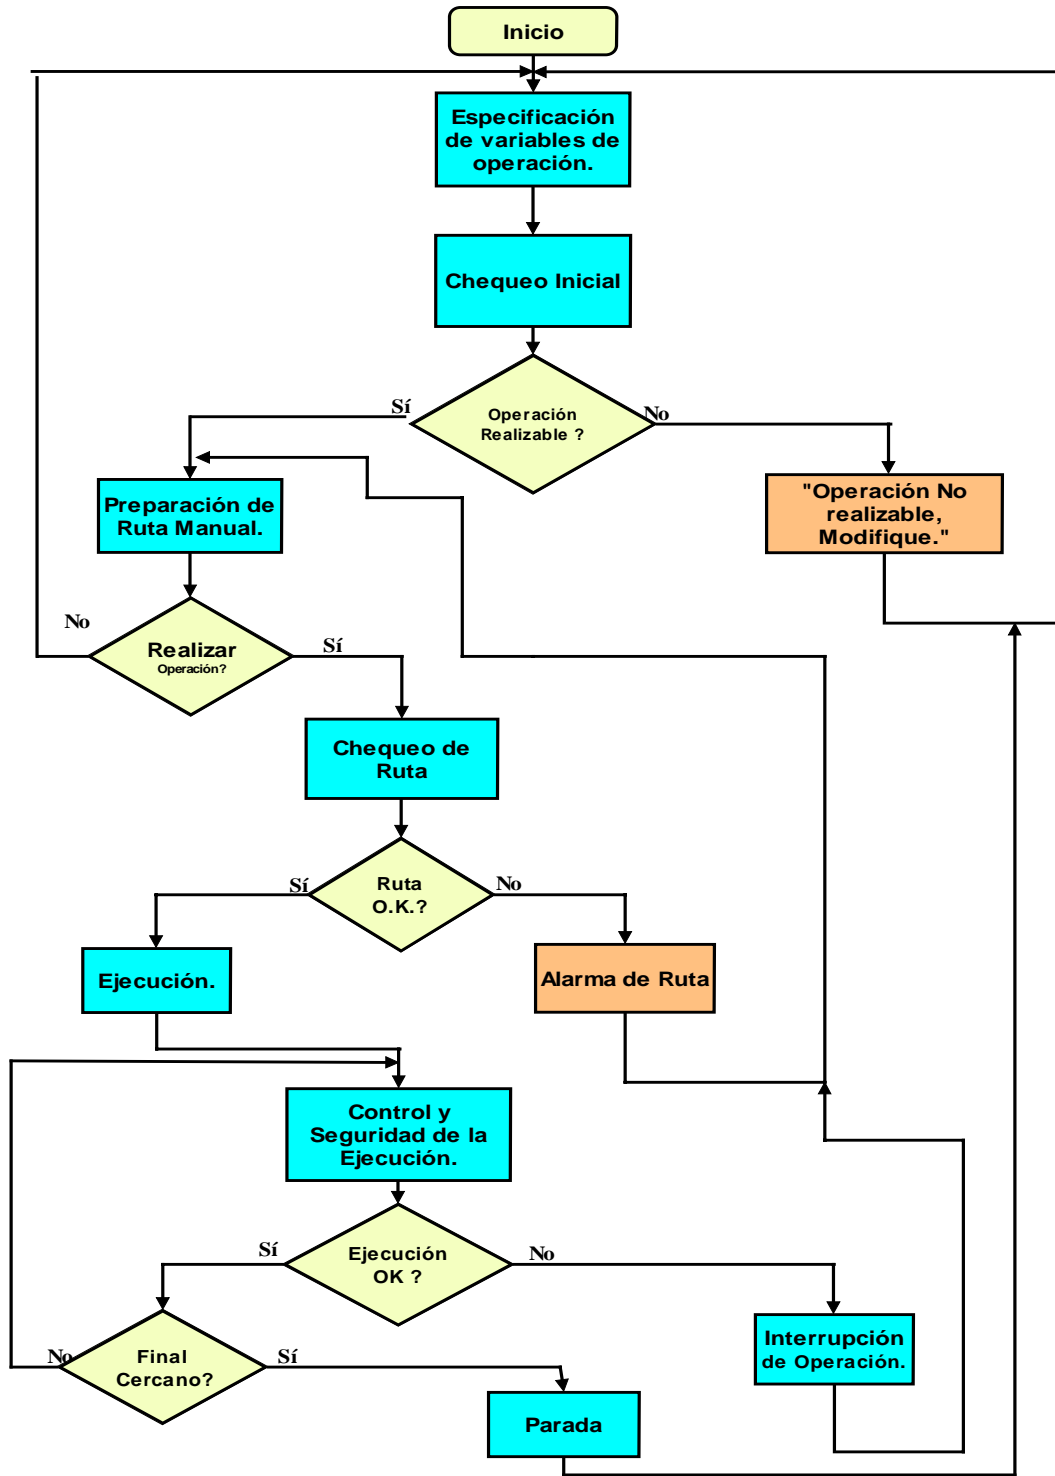 Inicio
Especificación
de variables de
operación.
Chequeo Inicial
Operación
Realizable ?
Sí
No
Preparación de
Ruta Manual.
"Operación No
realizable,
Modifique."
No
Realizar
Operación?
Sí
Chequeo de
Ruta
Sí
Ruta
O.K.?
No
Ejecución.
Alarma de Ruta
Control y
Seguridad de la
Ejecución.
Sí
Ejecución
OK ?
No
Interrupción
de Operación.
No
Final
Cercano?
Sí
Parada